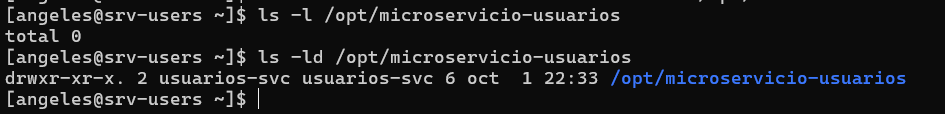 [angeles@srv-users ~]$ ls -l /opt/microservicio-usuarios
total 0
[angeles@srv-users ~]$ ls -ld /opt/microservicio-usuarios
drwxr-xr-x. 2 usuarios-svc usuarios-svc 6 oct  1 22:33 /opt/microservicio-usuarios
[angeles@srv-users ~]$